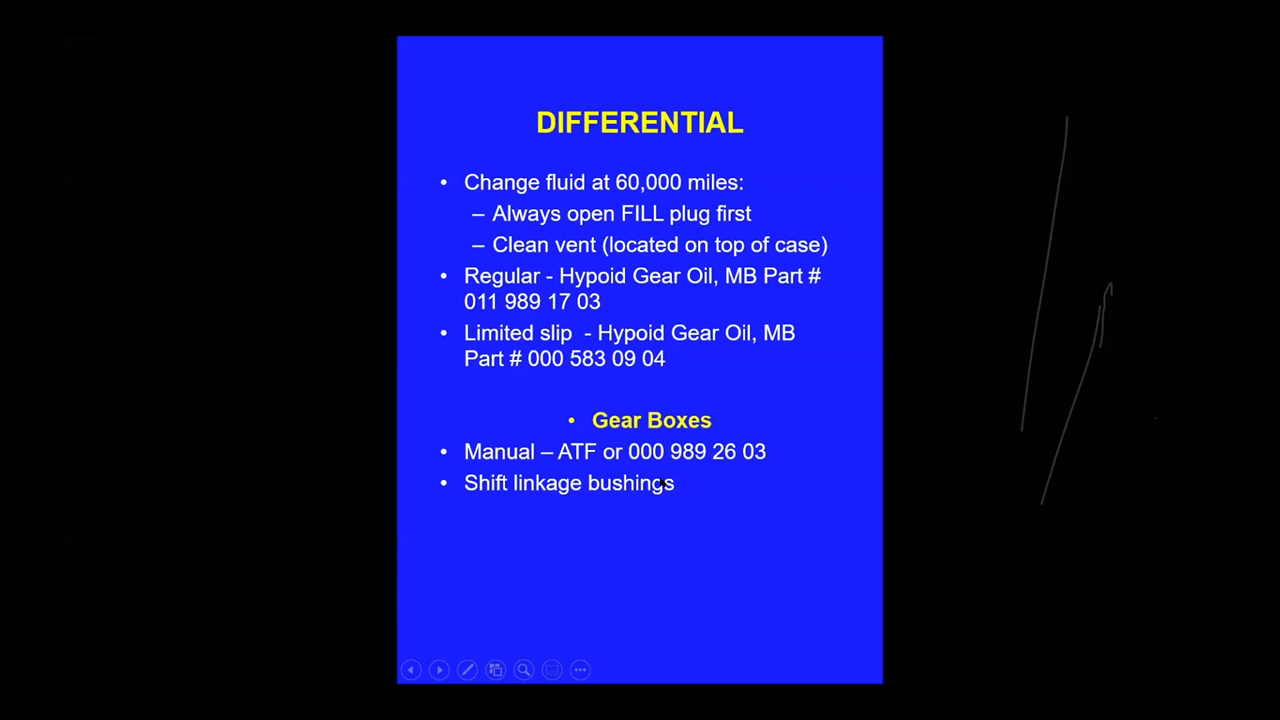 DIFFERENTIAL
• Change fluid at 60,000 miles:
– Always open FILL plug first
– Clean vent (located on top of case)
• Regular - Hypoid Gear Oil, MB Part #
011 989 17 03
• Limited slip  - Hypoid Gear Oil, MB
Part # 000 583 09 04
• Gear Boxes
• Manual – ATF or 000 989 26 03
• Shift linkage bushings